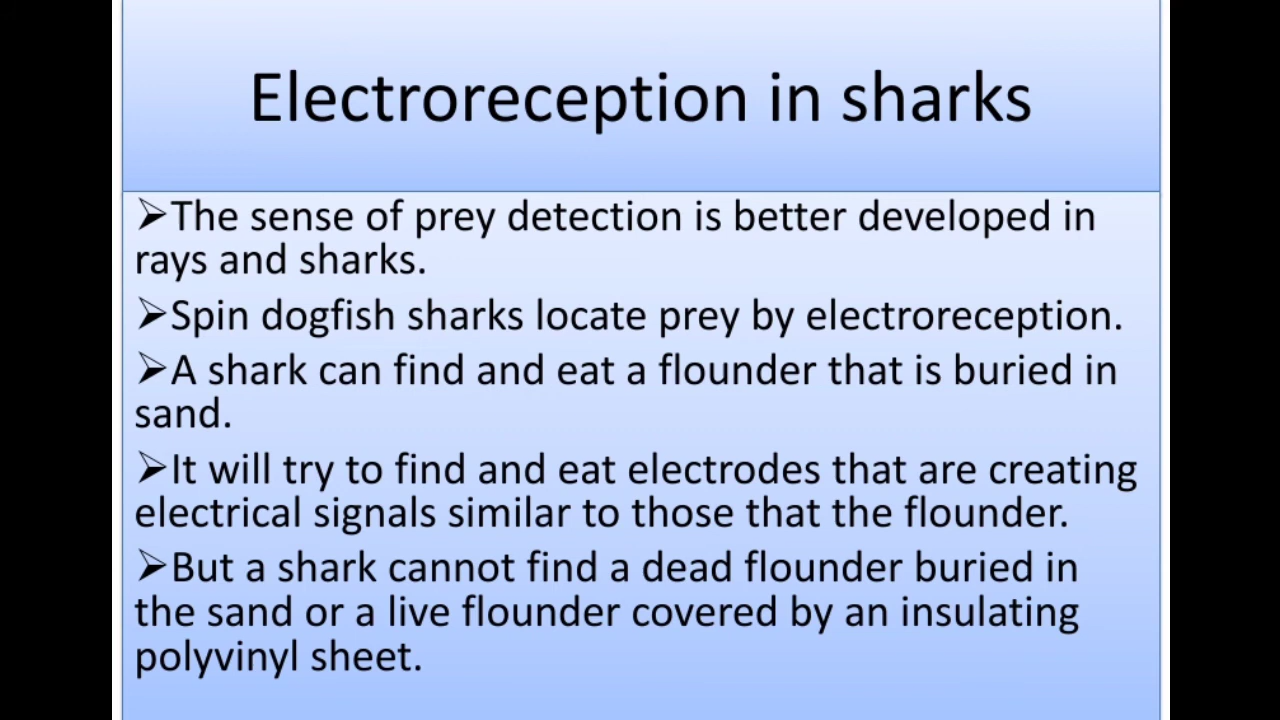 Electroreception in sharks
➢The sense of prey detection is better developed in
rays and sharks.
➢Spin dogfish sharks locate prey by electroreception.
➢A shark can find and eat a flounder that is buried in
sand.
➢It will try to find and eat electrodes that are creating
electrical signals similar to those that the flounder.
➢But a shark cannot find a dead flounder buried in
the sand or a live flounder covered by an insulating
polyvinyl sheet.